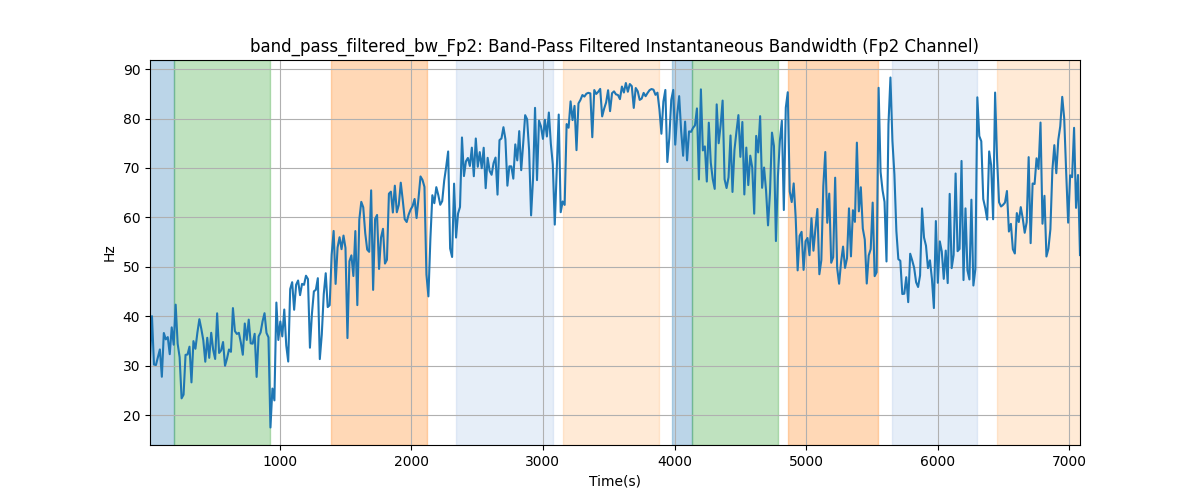 band_pass_filtered_bw_Fp2: Band-Pass Filtered Instantaneous Bandwidth (Fp2 Channel)
90
80
70
60
50
40
30
20
Hz
1000 2000 3000 4000 5000 6000 7000
Time(s)